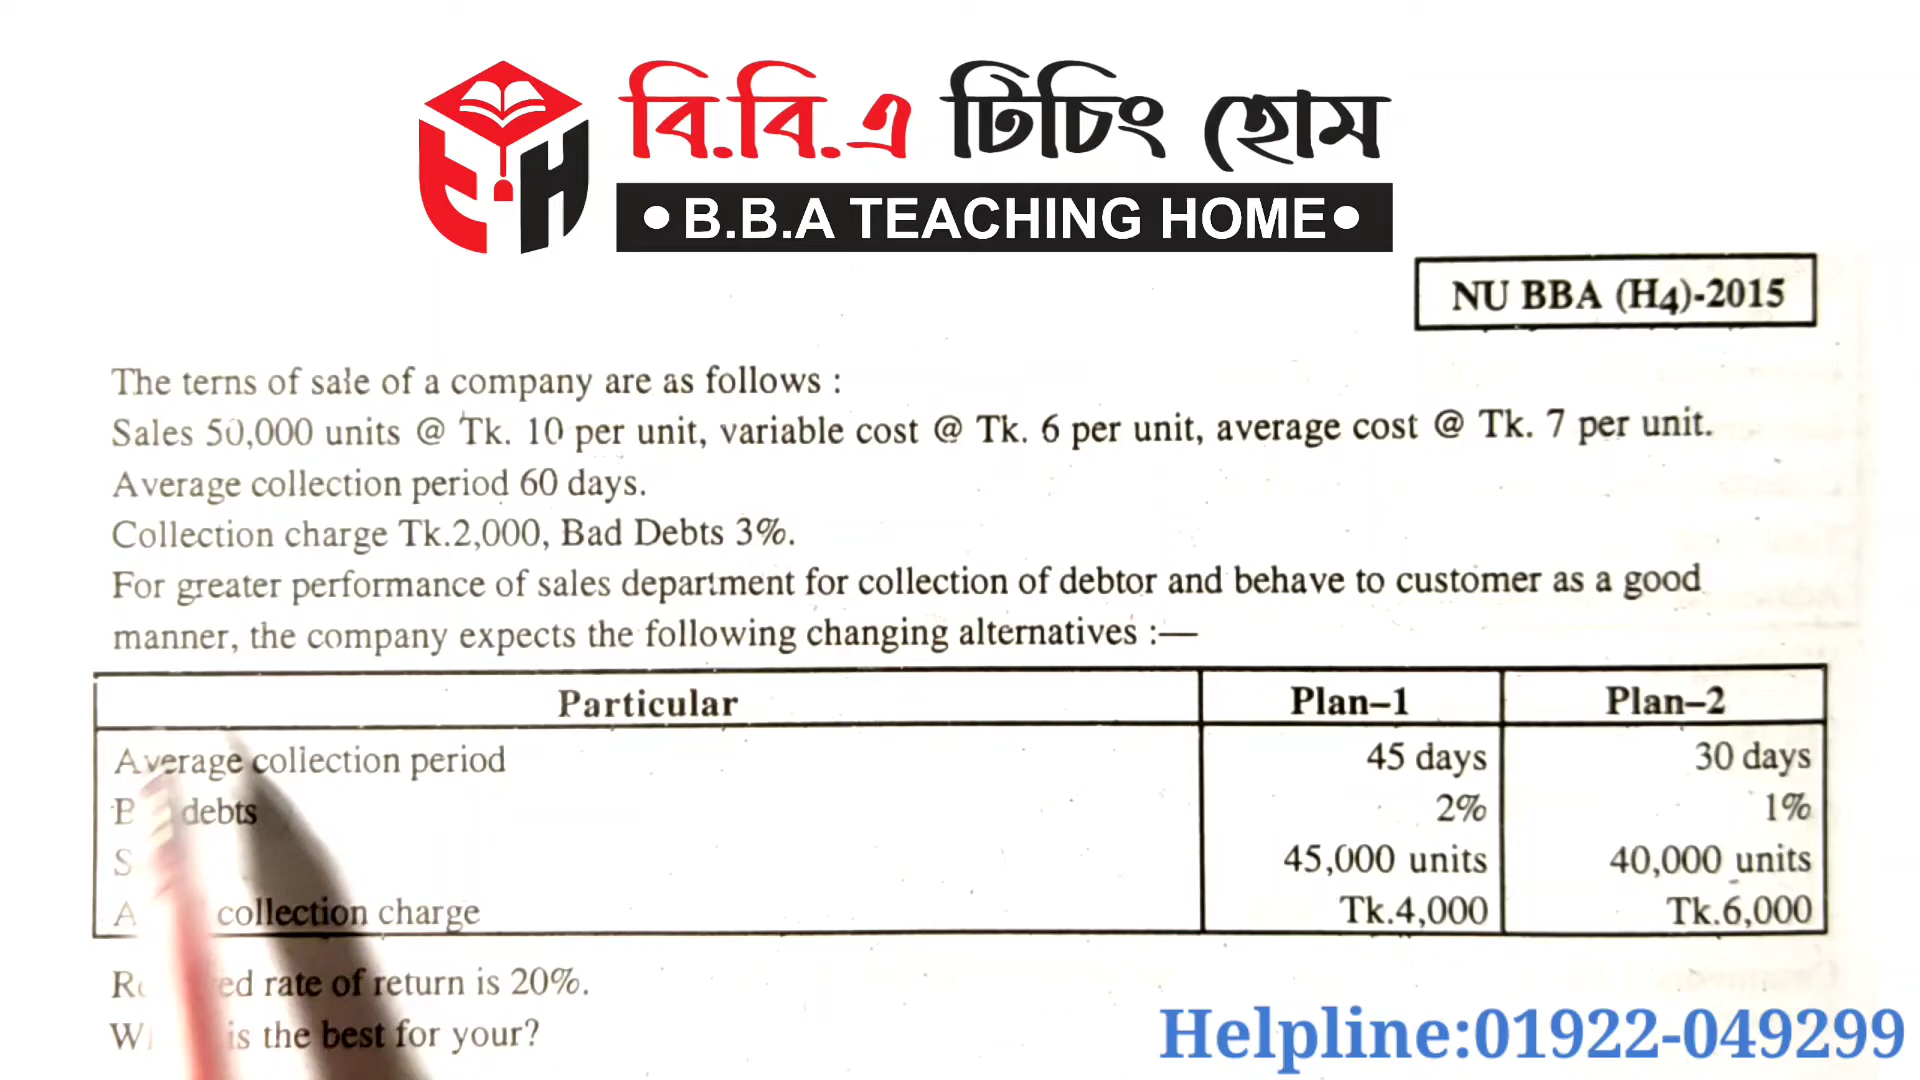 বি.বি.এ টিচিং হোম
•B.B.A TEACHING HOME•
NU BBA (H4)-2015
The terns of sale of a company are as follows :
Sales 50,000 units @ Tk. 10 per unit, variable cost @ Tk. 6 per unit, average cost @ Tk. 7 per unit.
Average collection period 60 days.
Collection charge Tk.2,000, Bad Debts 3%.
For greater performance of sales department for collection of debtor and behave to customer as a good
manner, the company expects the following changing alternatives :—
Particular Plan–1 Plan–2
Average collection period 45 days 30 days
debts 2% 1%
45,000 units 40,000 units
collection charge Tk.4,000 Tk.6,000
rate of return is 20%.
is the best for your?
Helpline:01922-049299